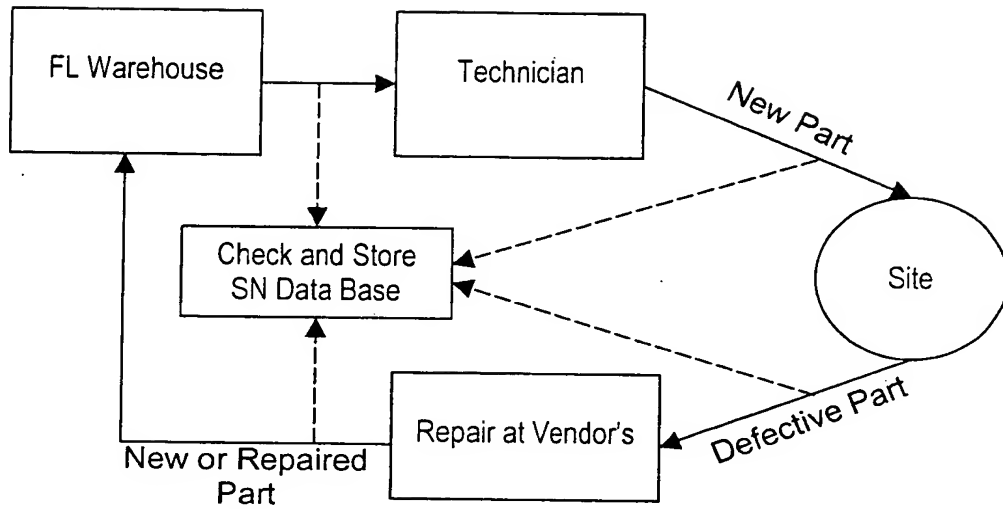 FL Warehouse
Technician
New Part
Check and Store
SN Data Base
Site
Repair at Vendor's
Defective Part
New or Repaired
Part